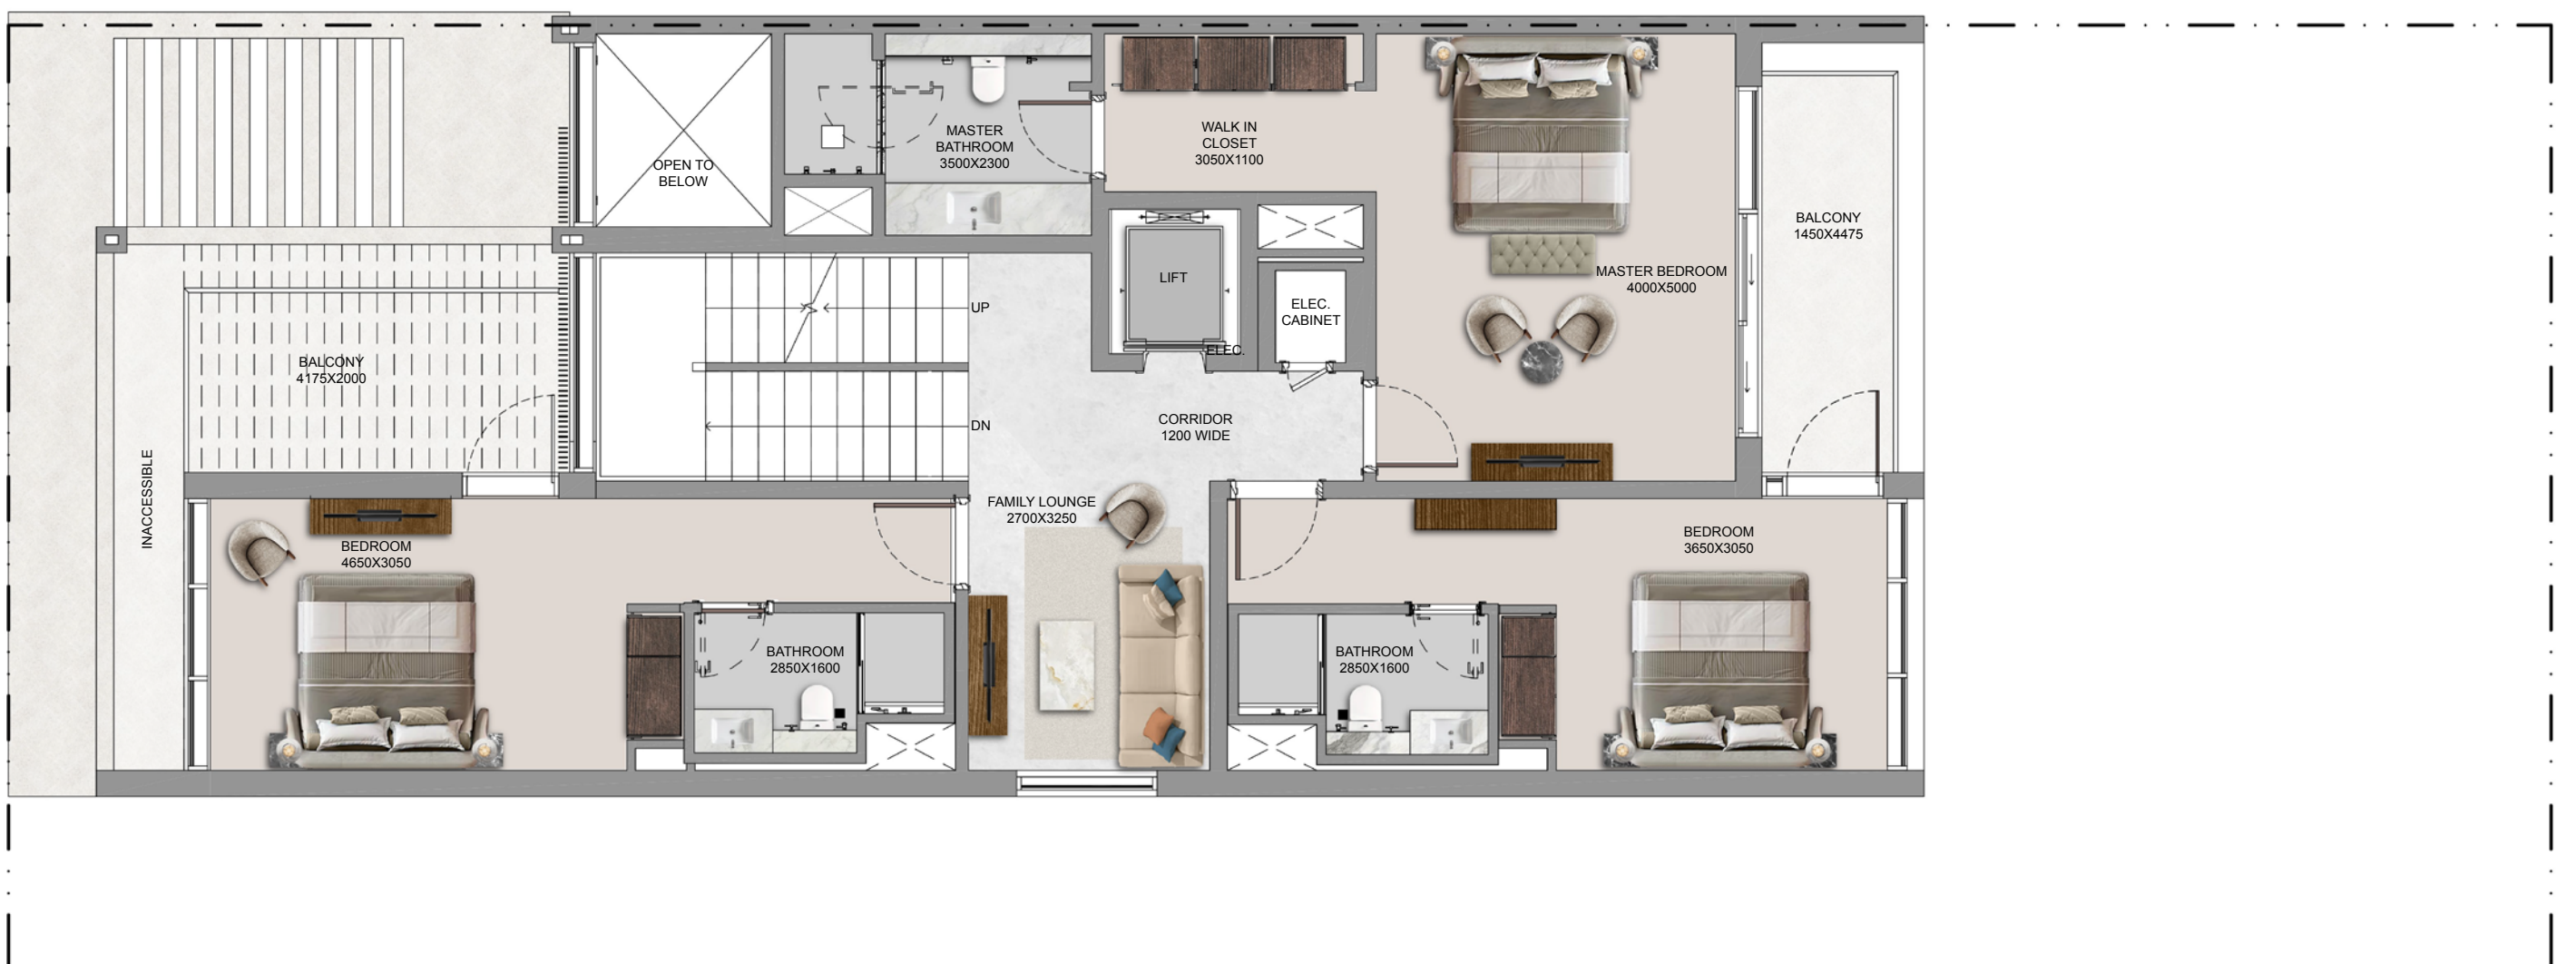 OPEN TO
BELOW
MASTER
BATHROOM
3500X2300
WALK IN
CLOSET
3050X1100
BALCONY
1450X4475
MASTER BEDROOM
4000X5000
LIFT
ELEC.
CABINET
ELEC.
UP
DN
BALCONY
4175X2000
CORRIDOR
1200 WIDE
INACCESSIBLE
FAMILY LOUNGE
2700X3250
BEDROOM
4650X3050
BEDROOM
3650X3050
BATHROOM
2850X1600
BATHROOM
2850X1600